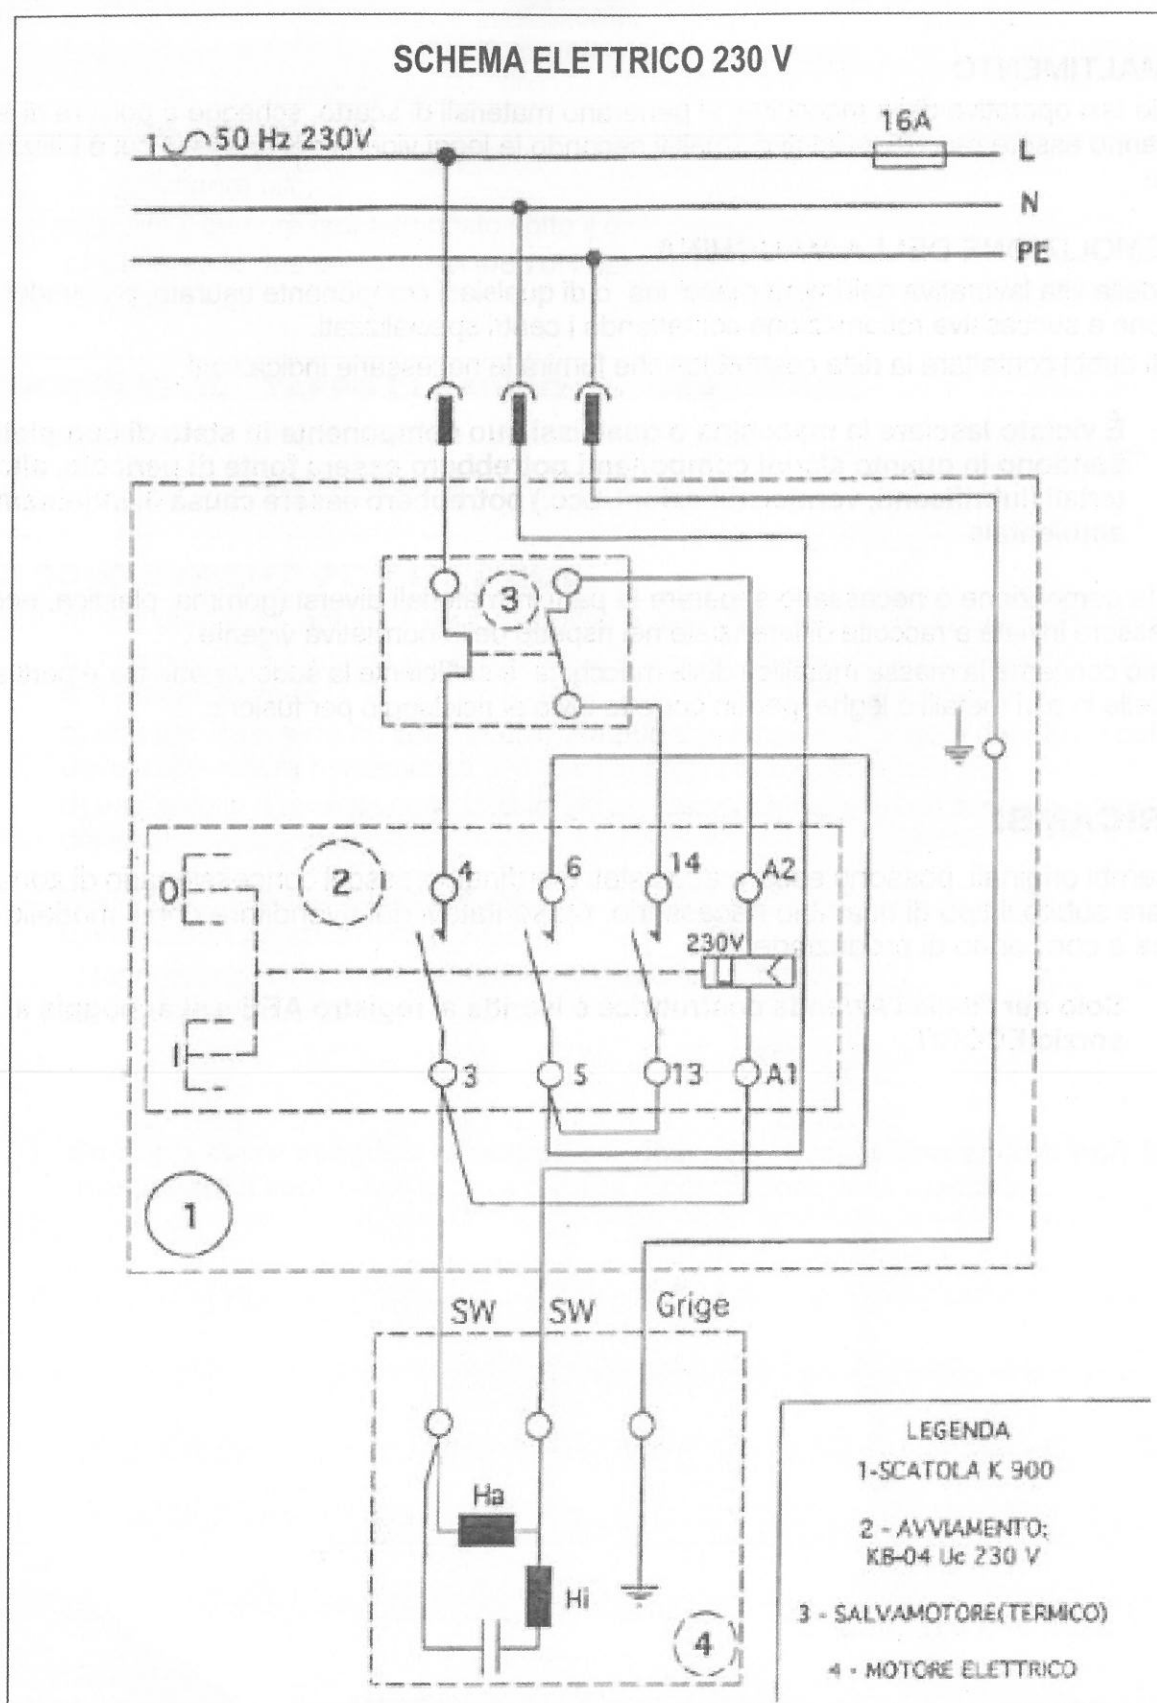 SCHEMA ELETTRICO 230 V
1 ~50 Hz 230V
16A
L
N
PE
3
2
0
4
6
14
A2
230V
I
3
5
13
A1
1
SW
SW
Grige
Ha
Hi
4
LEGENDA
1-SCATOLA K 900
2 - AVVIAMENTO;
KB-04 Uc 230 V
3 - SALVAMOTORE(TERMICO)
4 - MOTORE ELETTRICO